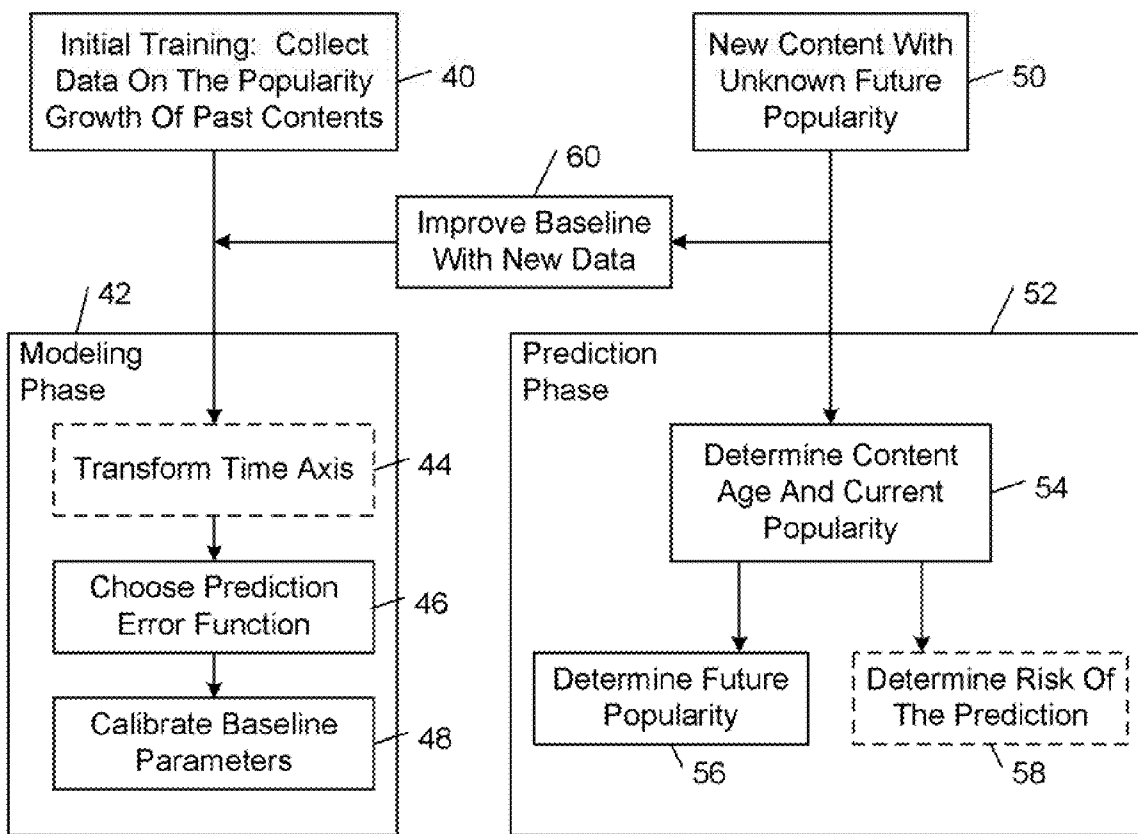 Initial Training: Collect
Data On The Popularity
Growth Of Past Contents
40
New Content With
Unknown Future
Popularity
50
60
Improve Baseline
With New Data
42
Modeling
Phase
Transform Time Axis
44
Choose Prediction
Error Function
46
Calibrate Baseline
Parameters
48
52
Prediction
Phase
Determine Content
Age And Current
Popularity
54
Determine Future
Popularity
56
Determine Risk Of
The Prediction
58